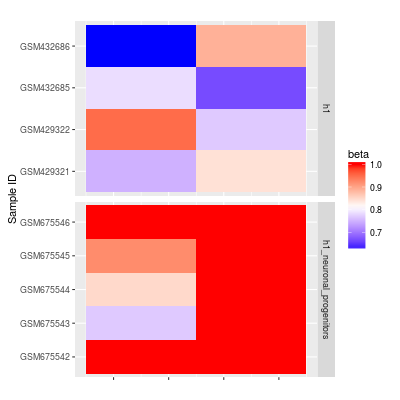 GSM432686
GSM432685
GSM429322
GSM429321
h1
GSM675546
GSM675545
GSM675544
GSM675543
GSM675542
h1_neuronal_progenitors
Sample ID
beta
1.0
0.9
0.8
0.7